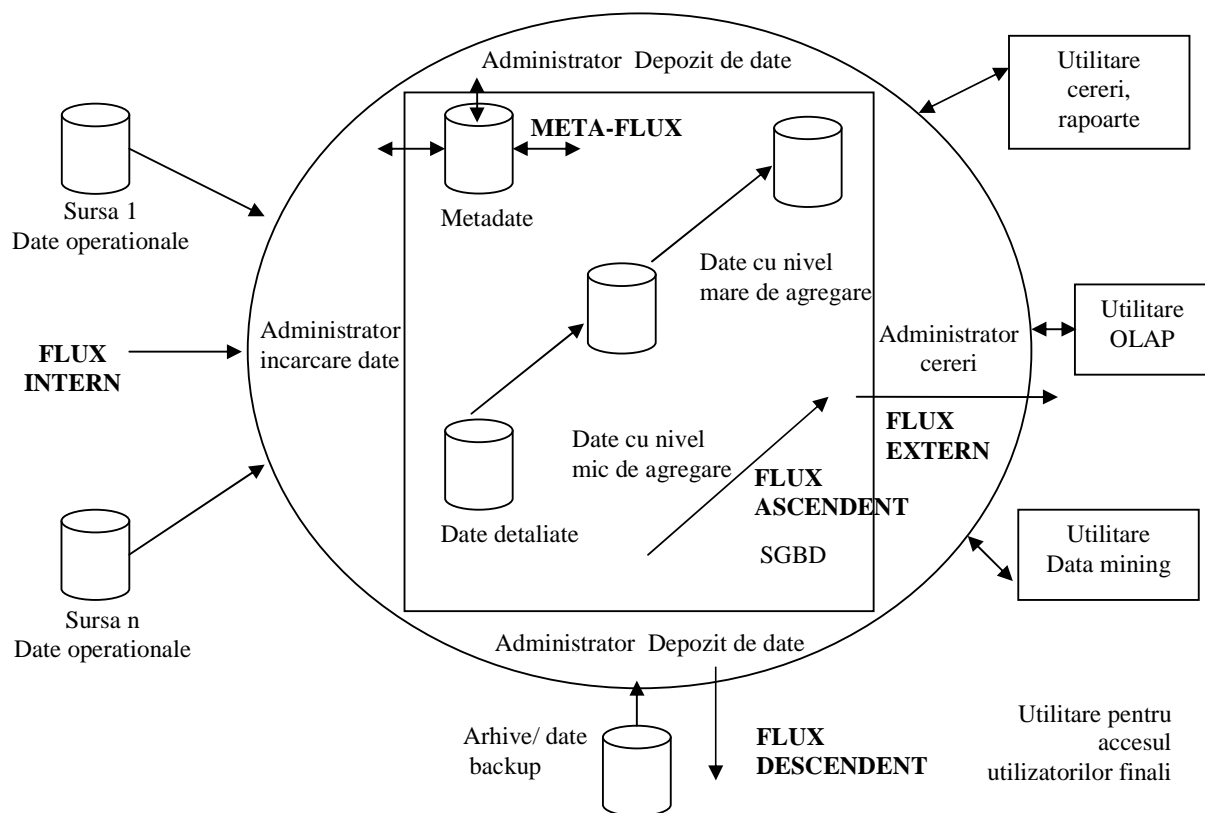 Administrator Depozit de date
Utilitare
cereri,
rapoarte
META-FLUX
Sursa 1
Date operationale
Metadate
Date cu nivel
mare de agregare
Administrator
incarcare date
FLUX
INTERN
Administrator
cereri
Utilitare
OLAP
FLUX
EXTERN
Date cu nivel
mic de agregare
FLUX
ASCENDENT
Date detaliate
SGBD
Utilitare
Data mining
Sursa n
Date operationale
Administrator Depozit de date
Arhive/ date
backup
FLUX
DESCENDENT
Utilitare pentru
accesul
utilizatorilor finali